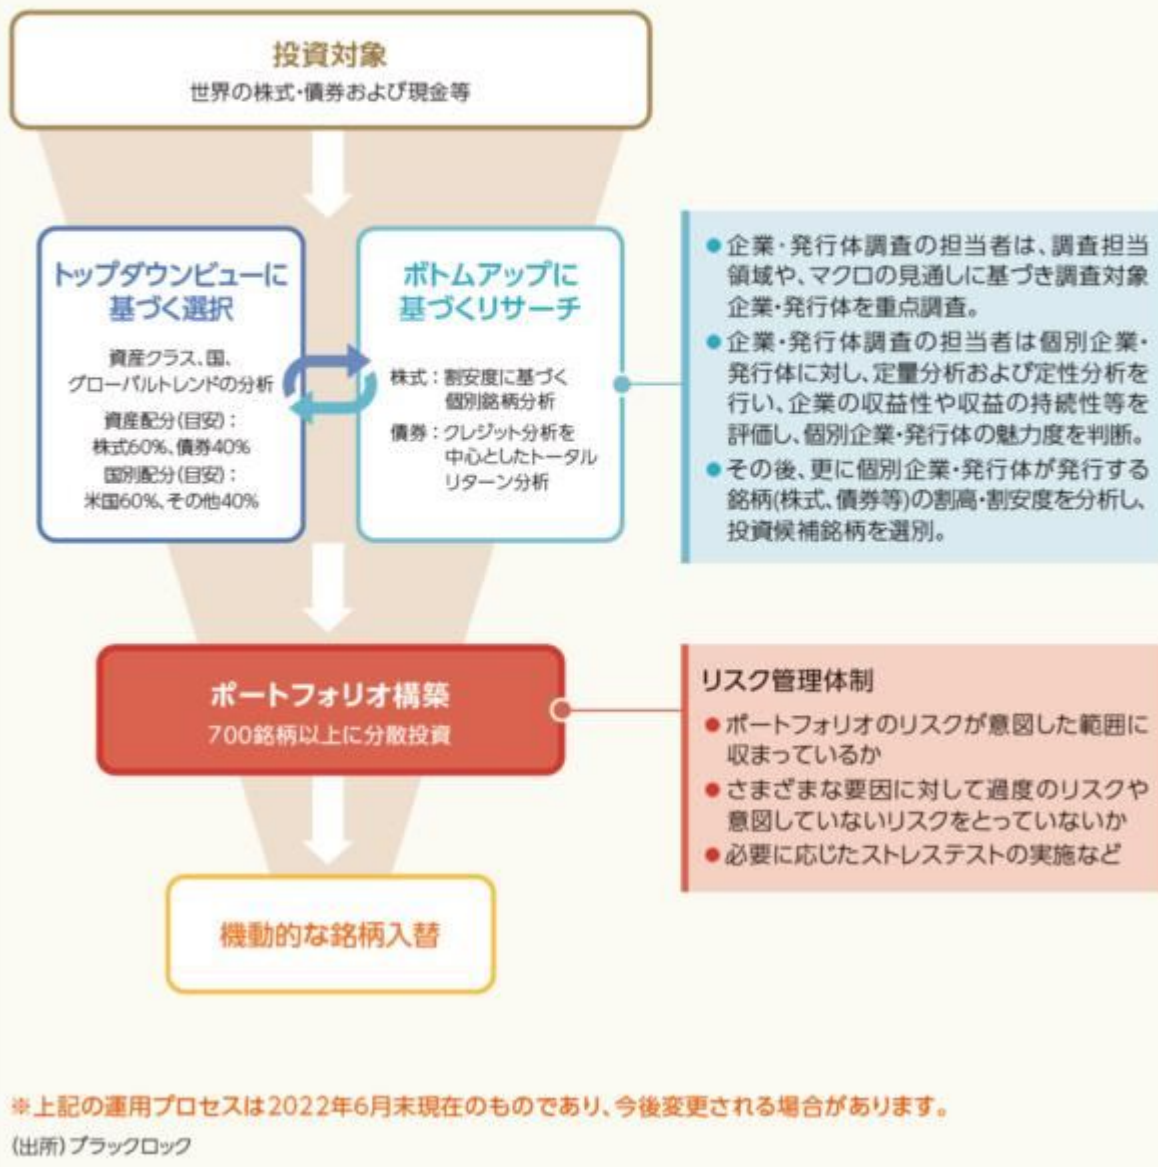 投資対象
世界の株式・債券および現金等
トップダウンビューに
基づく選択
資産クラス、国、
グローバルトレンドの分析
資産配分(目安)：
株式60%、債券40%
国別配分(目安)：
米国60%、その他40%
ボトムアップに
基づくリサーチ
株式：割安度に基づく
個別銘柄分析
債券：クレジット分析を
中心としたトータル
リターン分析
●企業・発行体調査の担当者は、調査担当
領域や、マクロの見通しに基づき調査対象
企業・発行体を重点調査。
●企業・発行体調査の担当者は個別企業・
発行体に対し、定量分析および定性分析を
行い、企業の収益性や収益の持続性等を
評価し、個別企業・発行体の魅力度を判断。
●その後、更に個別企業・発行体が発行する
銘柄(株式、債券等)の割高・割安度を分析し、
投資候補銘柄を選別。
ポートフォリオ構築
700銘柄以上に分散投資
リスク管理体制
●ポートフォリオのリスクが意図した範囲に
収まっているか
●さまざまな要因に対して過度のリスクや
意図していないリスクをとっていないか
●必要に応じたストレステストの実施など
機動的な銘柄入替
※上記の運用プロセスは2022年6月末現在のものであり、今後変更される場合があります。
(出所)ブラックロック